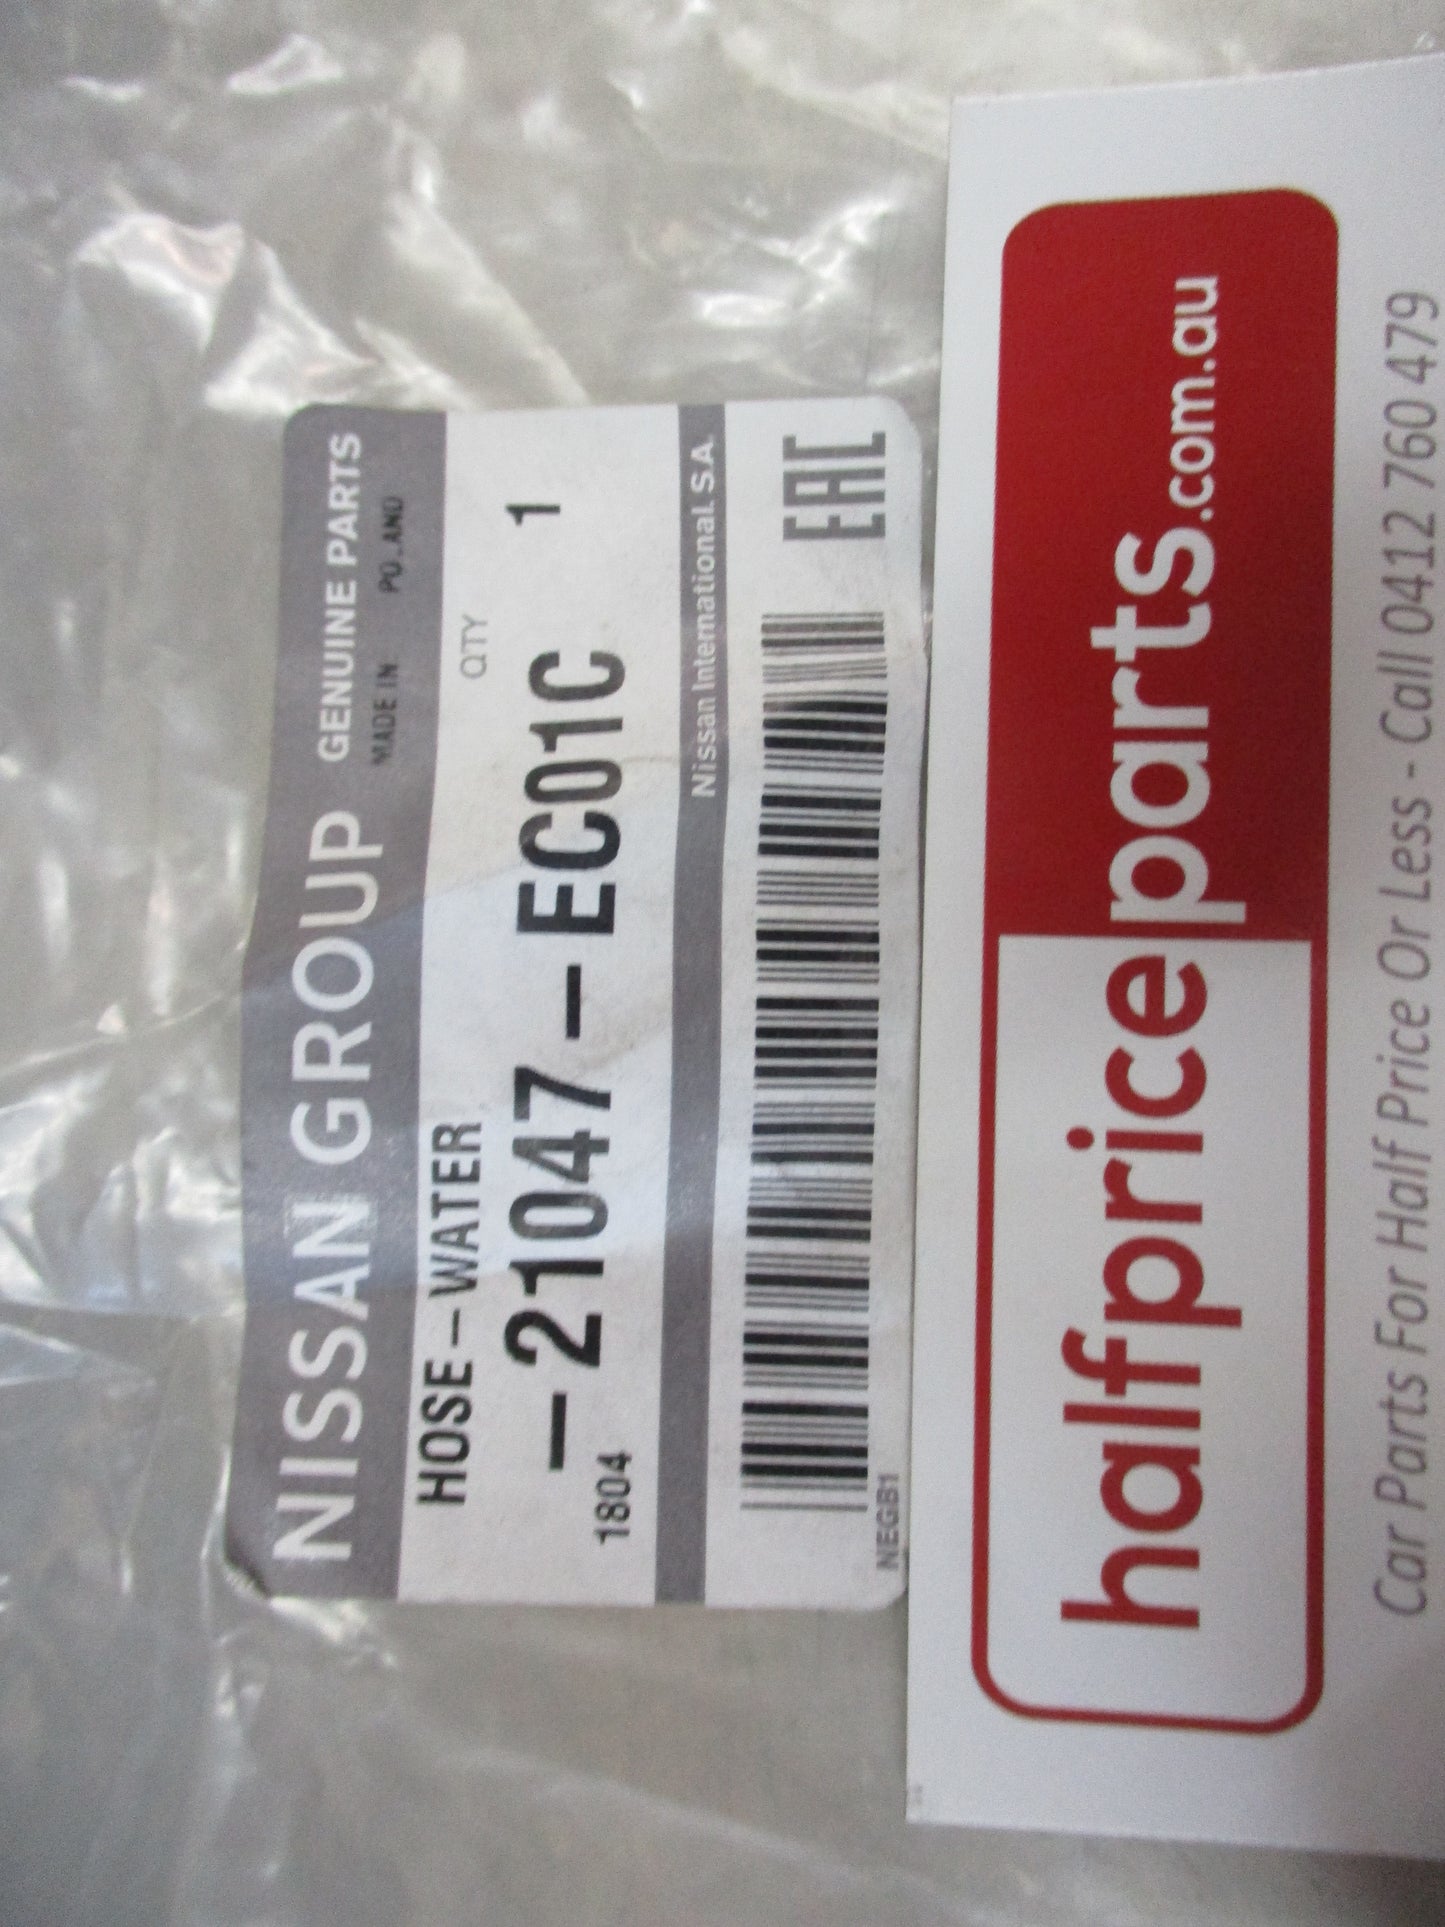 NISSAN GROUP GENUINE PARTS
MADE IN POLAND
HOSE-WATER QTY
-21047-EC01C 1
1804
Nissan International. S.A.
EAC
NEGB1
halfpriceparts.com.au
Car Parts For Half Price Or Less - Call 0412 760 479